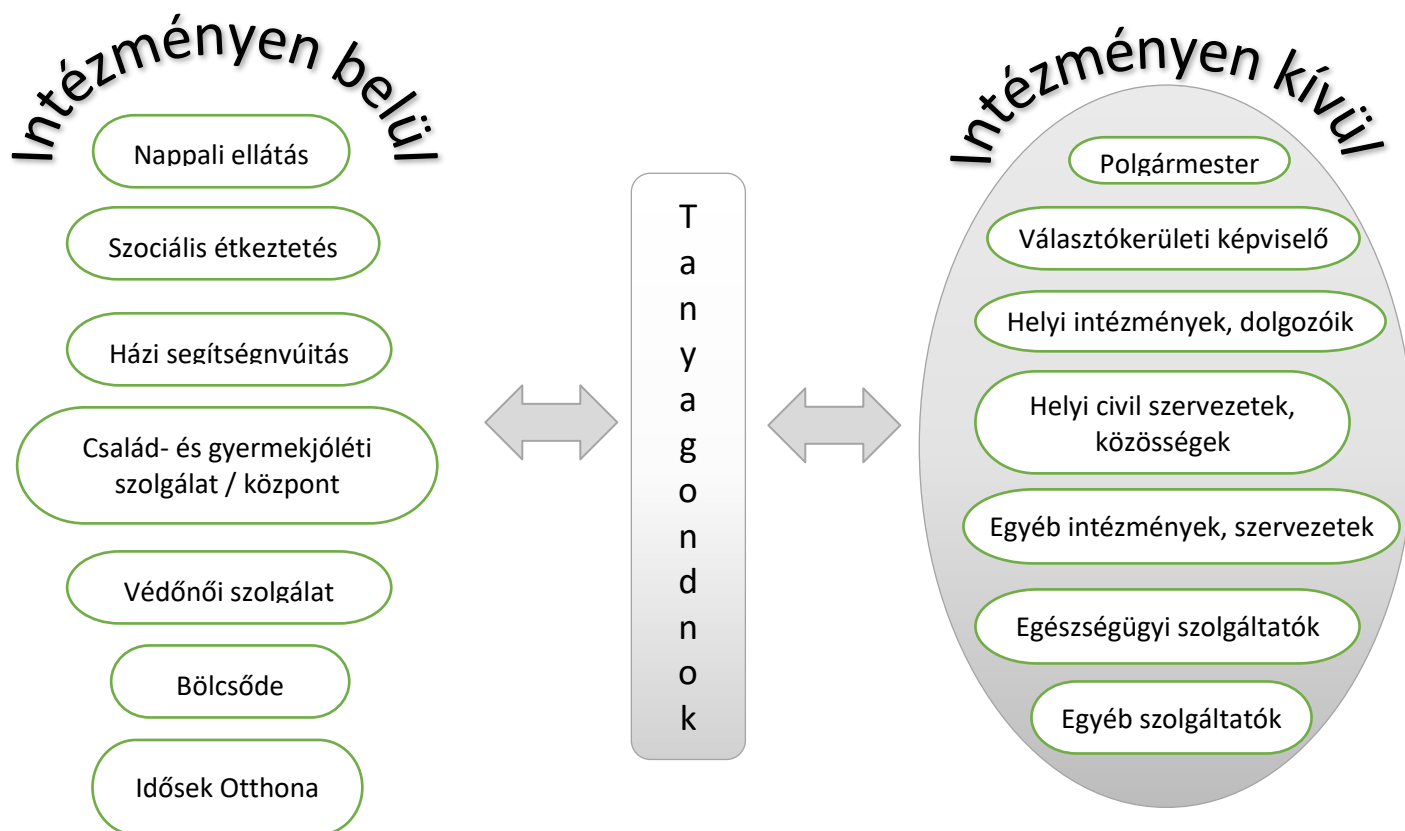 Intézményen belül
Nappali ellátás
Szociális étkeztetés
Házi segítségnyújtás
Család- és gyermekjóléti
szolgálat / központ
Védőnői szolgálat
Bölcsőde
Idősek Otthona
T
a
n
y
a
g
o
n
d
n
o
k
Intézményen kívül
Polgármester
Választókerületi képviselő
Helyi intézmények, dolgozóik
Helyi civil szervezetek,
közösségek
Egyéb intézmények, szervezetek
Egészségügyi szolgáltatók
Egyéb szolgáltatók